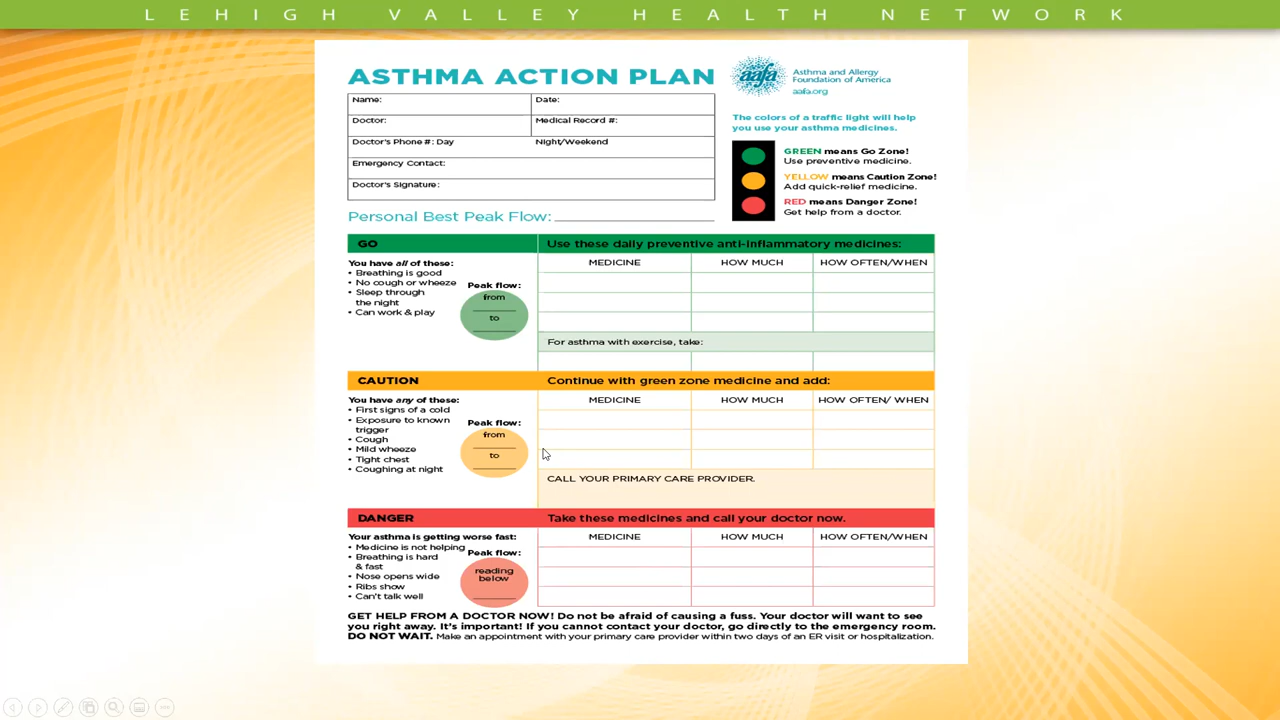 LEHIGH VALLEY HEALTH NETWORK
ASTHMA ACTION PLAN
aafa
Asthma and Allergy
Foundation of America
aafa.org
Name:
Date:
Doctor:
Medical Record #:
Doctor's Phone #: Day
Night/Weekend
Emergency Contact:
Doctor's Signature:
Personal Best Peak Flow:
The colors of a traffic light will help
you use your asthma medicines.
GREEN means Go Zone!
Use preventive medicine.
YELLOW means Caution Zone!
Add quick-relief medicine.
RED means Danger Zone!
Get help from a doctor.
GO
Use these daily preventive anti-inflammatory medicines:
You have all of these:
• Breathing is good
• No cough or wheeze
• Sleep through
the night
• Can work & play
Peak flow:
from
to
MEDICINE
HOW MUCH
HOW OFTEN/WHEN
For asthma with exercise, take:
CAUTION
Continue with green zone medicine and add:
You have any of these:
• First signs of a cold
• Exposure to known
trigger
• Cough
• Mild wheeze
• Tight chest
• Coughing at night
Peak flow:
from
to
MEDICINE
HOW MUCH
HOW OFTEN/ WHEN
CALL YOUR PRIMARY CARE PROVIDER.
DANGER
Take these medicines and call your doctor now.
Your asthma is getting worse fast:
• Medicine is not helping
• Breathing is hard
& fast
• Nose opens wide
• Ribs show
• Can't talk well
Peak flow:
reading
below
MEDICINE
HOW MUCH
HOW OFTEN/WHEN
GET HELP FROM A DOCTOR NOW! Do not be afraid of causing a fuss. Your doctor will want to see
you right away. It's important! If you cannot contact your doctor, go directly to the emergency room.
DO NOT WAIT. Make an appointment with your primary care provider within two days of an ER visit or hospitalization.